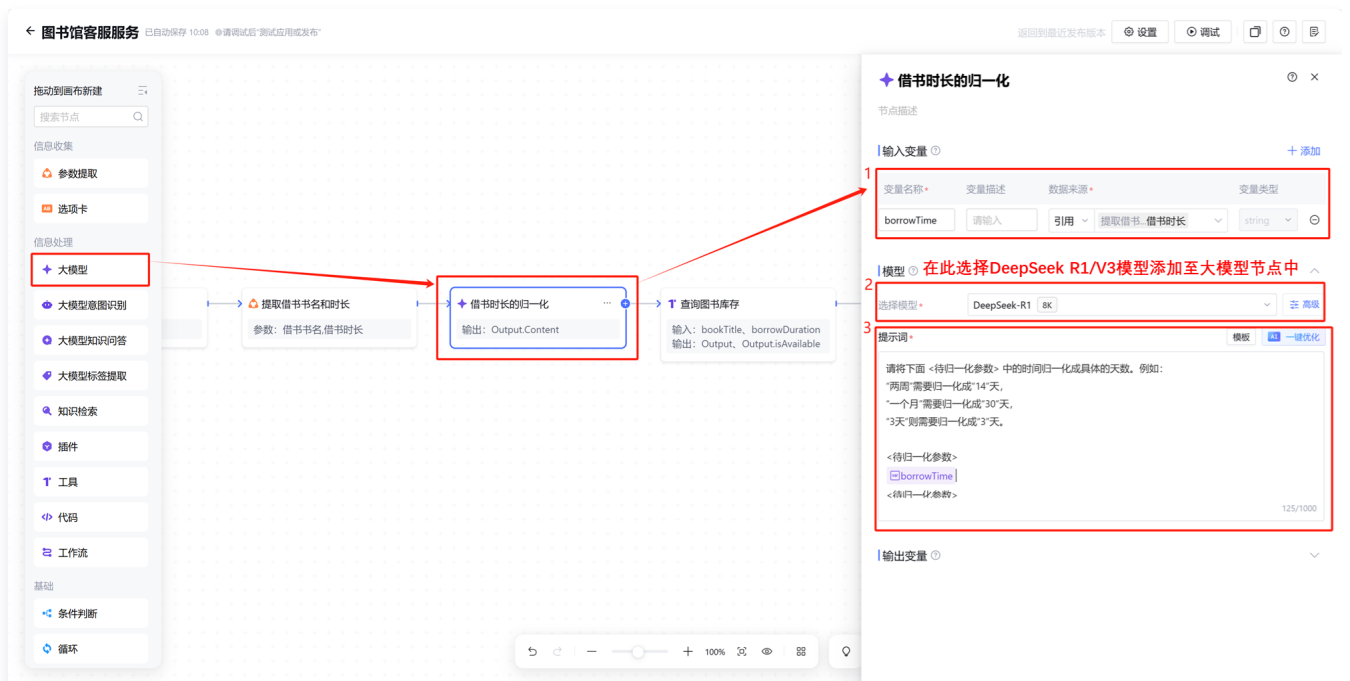 ← 图书馆客服服务 已自动保存 10:08 请调试后"测试应用或发布" 返回到最近发布版本 设置 调试
拖动到画布新建
搜索节点
信息收集
参数提取
选项卡
信息处理
大模型
大模型意图识别
大模型知识问答
大模型标签提取
知识检索
插件
工具
代码
工作流
基础
条件判断
循环
提取借书书名和时长
参数：借书书名,借书时长
借书时长的归一化 ···
输出：Output.Content
查询图书库存
输入：bookTitle、borrowDuration
输出：Output、Output.isAvailable
100%
借书时长的归一化
节点描述
输入变量 + 添加
1
变量名称* 变量描述 数据来源* 变量类型
borrowTime 请输入 引用 提取借书...借书时长 string
模型 在此选择DeepSeek R1/V3模型添加至大模型节点中
2
选择模型* DeepSeek-R1 8K 高级
3
提示词* 模板 AI 一键优化
请将下面 <待归一化参数> 中的时间归一化成具体的天数。例如：
"两周"需要归一化成"14"天，
"一个月"需要归一化成"30"天，
"3天"则需要归一化成"3"天。
<待归一化参数>
borrowTime
<待归一化参数>
125/1000
输出变量